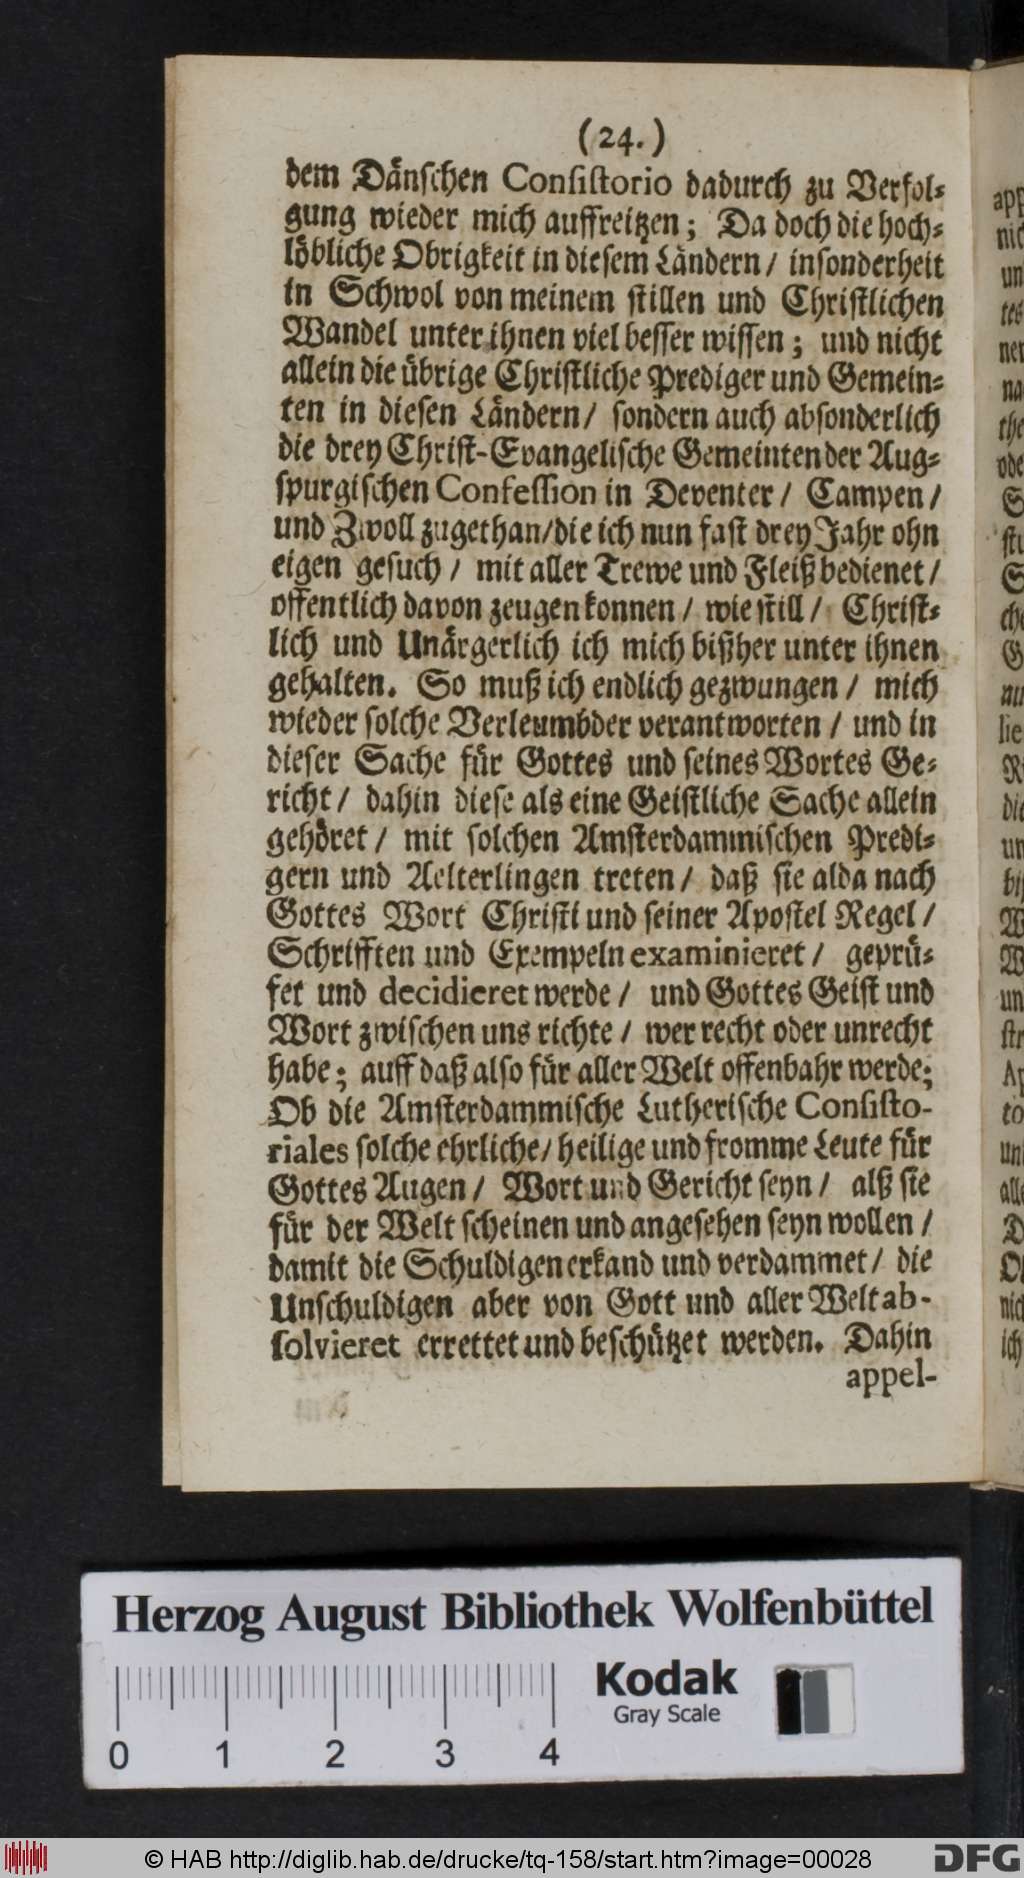 (24.)
dem Dänschen Consistorio dadurch zu Verfol-
gung wieder mich auffreitzen; Da doch die hoch-
löbliche Obrigkeit in diesem Ländern/ insonderheit
in Schwol von meinem stillen und Christlichen
Wandel unter ihnen viel besser wissen; und nicht
allein die übrige Christliche Prediger und Gemein-
ten in diesen Ländern/ sondern auch absonderlich
die drey Christ-Evangelische Gemeinten der Aug-
spurgischen Confession in Deventer/ Campen/
und Zwoll zugethan/die ich nun fast drey Jahr ohn
eigen gesuch/ mit aller Trewe und Fleiß bedienet/
offentlich davon zeugen konnen/ wie still/ Christ-
lich und Unärgerlich ich mich bißher unter ihnen
gehalten. So muß ich endlich gezwungen/ mich
wieder solche Verleumbder verantworten/ und in
dieser Sache für Gottes und seines Wortes Ge-
richt/ dahin diese als eine Geistliche Sache allein
gehöret/ mit solchen Amsterdammischen Predi-
gern und Aelterlingen treten/ daß sie alda nach
Gottes Wort Christi und seiner Apostel Regel/
Schrifften und Exempeln examinieret/ geprü-
fet und decidieret werde/ und Gottes Geist und
Wort zwischen uns richte/ wer recht oder unrecht
habe; auff daß also für aller Welt offenbahr werde;
Ob die Amsterdammische Lutherische Consisto-
riales solche ehrliche/ heilige und fromme Leute für
Gottes Augen/ Wort und Gericht seyn/ alß sie
für der Welt scheinen und angesehen seyn wollen/
damit die Schuldigen erkand und verdammet/ die
Unschuldigen aber von Gott und aller Welt ab-
solvieret errettet und beschützet werden. Dahin
appel-
Herzog August Bibliothek Wolfenbüttel
Kodak
Gray Scale
0 1 2 3 4
© HAB http://diglib.hab.de/drucke/tq-158/start.htm?image=00028
DFG